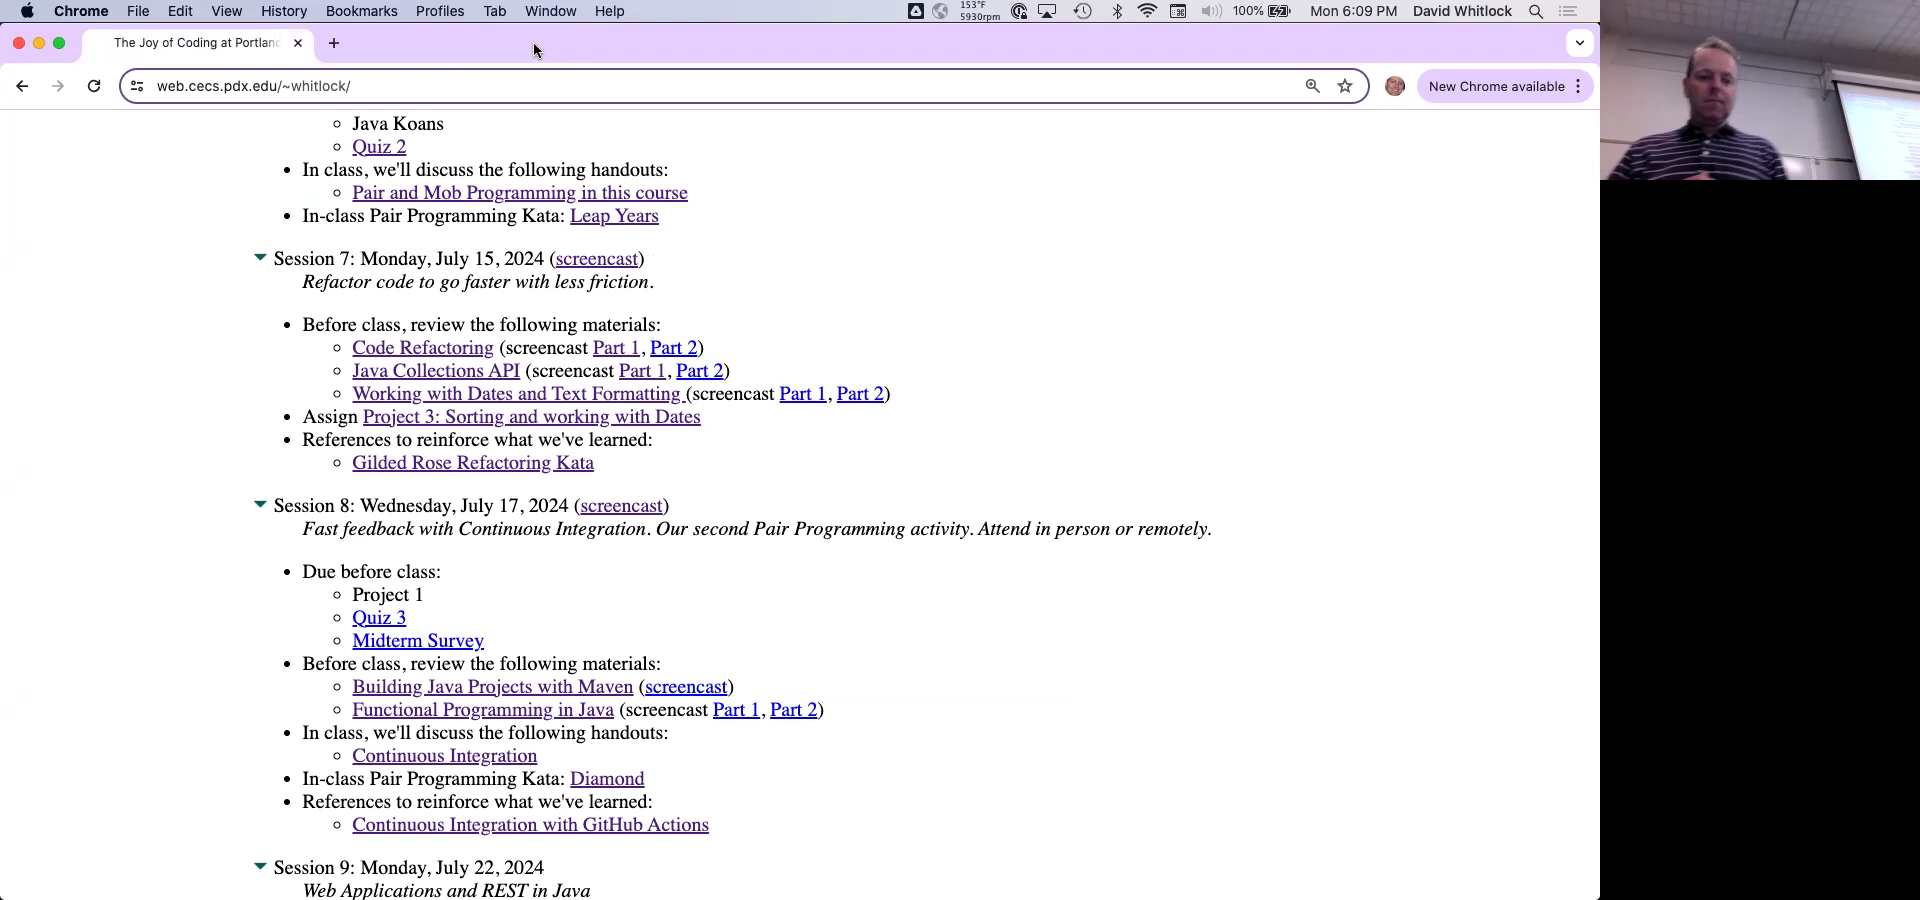 Chrome File Edit View History Bookmarks Profiles Tab Window Help 153°F 5930rpm 100% Mon 6:09 PM David Whitlock
The Joy of Coding at Portlan
web.cecs.pdx.edu/~whitlock/ New Chrome available
Java Koans
Quiz 2
In class, we'll discuss the following handouts:
Pair and Mob Programming in this course
In-class Pair Programming Kata: Leap Years
Session 7: Monday, July 15, 2024 (screencast)
Refactor code to go faster with less friction.
Before class, review the following materials:
Code Refactoring (screencast Part 1, Part 2)
Java Collections API (screencast Part 1, Part 2)
Working with Dates and Text Formatting (screencast Part 1, Part 2)
Assign Project 3: Sorting and working with Dates
References to reinforce what we've learned:
Gilded Rose Refactoring Kata
Session 8: Wednesday, July 17, 2024 (screencast)
Fast feedback with Continuous Integration. Our second Pair Programming activity. Attend in person or remotely.
Due before class:
Project 1
Quiz 3
Midterm Survey
Before class, review the following materials:
Building Java Projects with Maven (screencast)
Functional Programming in Java (screencast Part 1, Part 2)
In class, we'll discuss the following handouts:
Continuous Integration
In-class Pair Programming Kata: Diamond
References to reinforce what we've learned:
Continuous Integration with GitHub Actions
Session 9: Monday, July 22, 2024
Web Applications and REST in Java